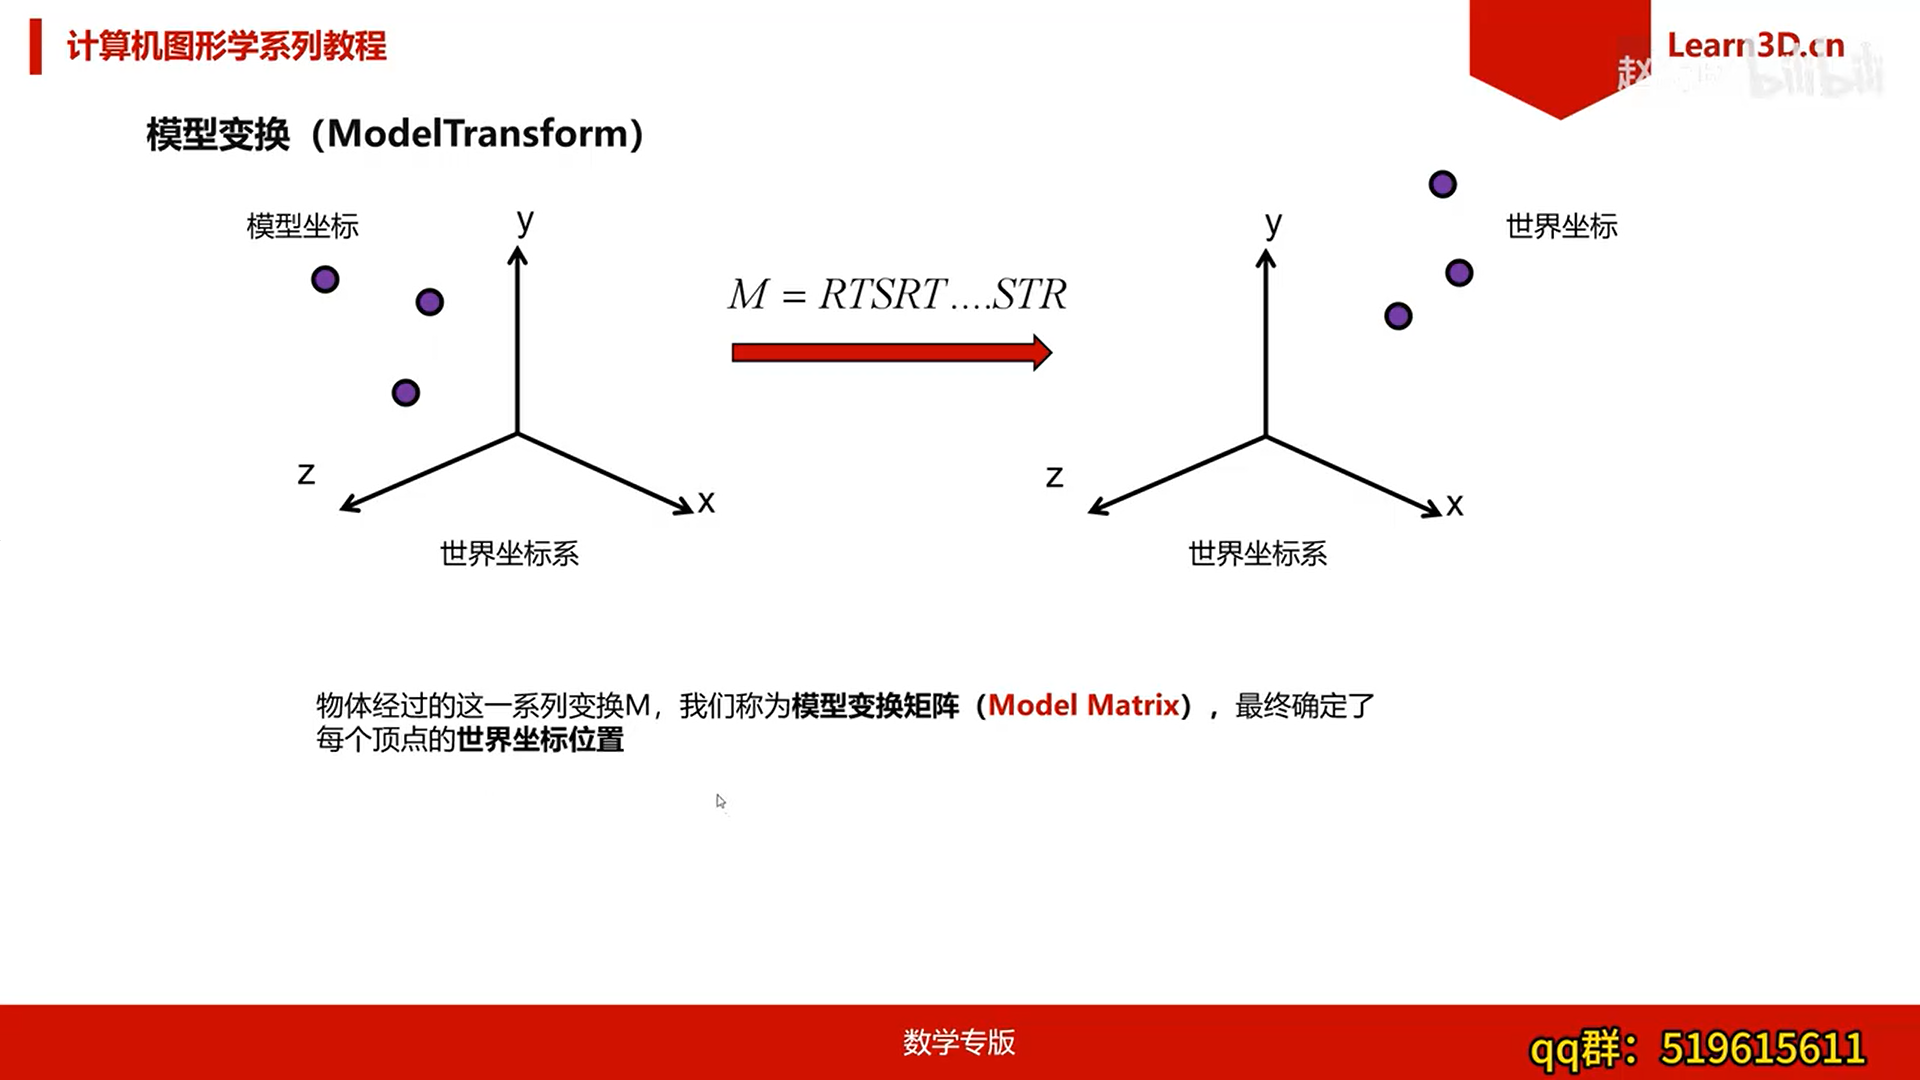 计算机图形学系列教程
Learn3D.cn
赵
bilibili
模型变换（ModelTransform）
模型坐标
y
z
x
世界坐标系
M = RTSRT....STR
y
世界坐标
z
x
世界坐标系
物体经过的这一系列变换M，我们称为模型变换矩阵（Model Matrix），最终确定了
每个顶点的世界坐标位置
数学专版
qq群：519615611